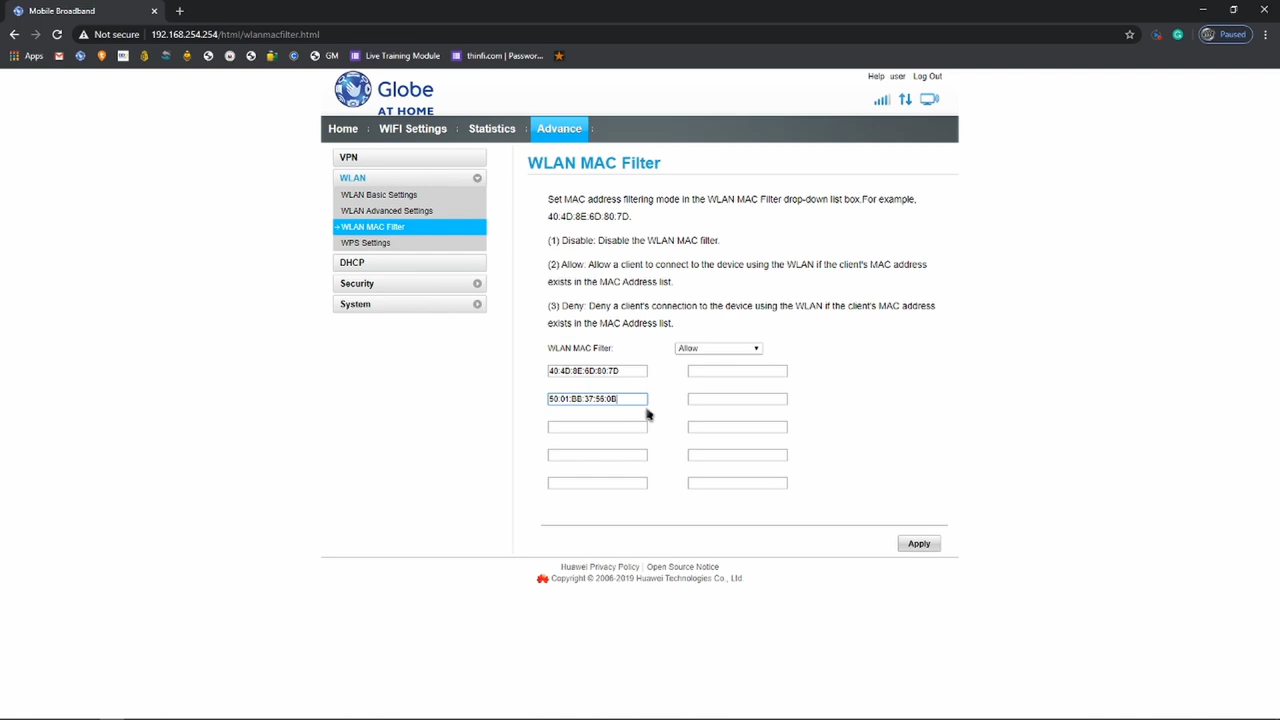 Mobile Broadband
Not secure | 192.168.254.254/html/wlanmacfilter.html
Paused
Apps
GM
Live Training Module
thinfi.com | Passwor...
Globe
AT HOME
Help user Log Out
Home : WIFI Settings : Statistics : Advance :
VPN
WLAN
WLAN Basic Settings
WLAN Advanced Settings
WLAN MAC Filter
WPS Settings
DHCP
Security
System
WLAN MAC Filter
Set MAC address filtering mode in the WLAN MAC Filter drop-down list box.For example,
40:4D:8E:6D:80:7D.
(1) Disable: Disable the WLAN MAC filter.
(2) Allow: Allow a client to connect to the device using the WLAN if the client's MAC address
exists in the MAC Address list.
(3) Deny: Deny a client's connection to the device using the WLAN if the client's MAC address
exists in the MAC Address list.
WLAN MAC Filter: Allow
40:4D:8E:6D:80:7D
50:01:BB:37:56:0B
Apply
Huawei Privacy Policy | Open Source Notice
Copyright © 2006-2019 Huawei Technologies Co., Ltd